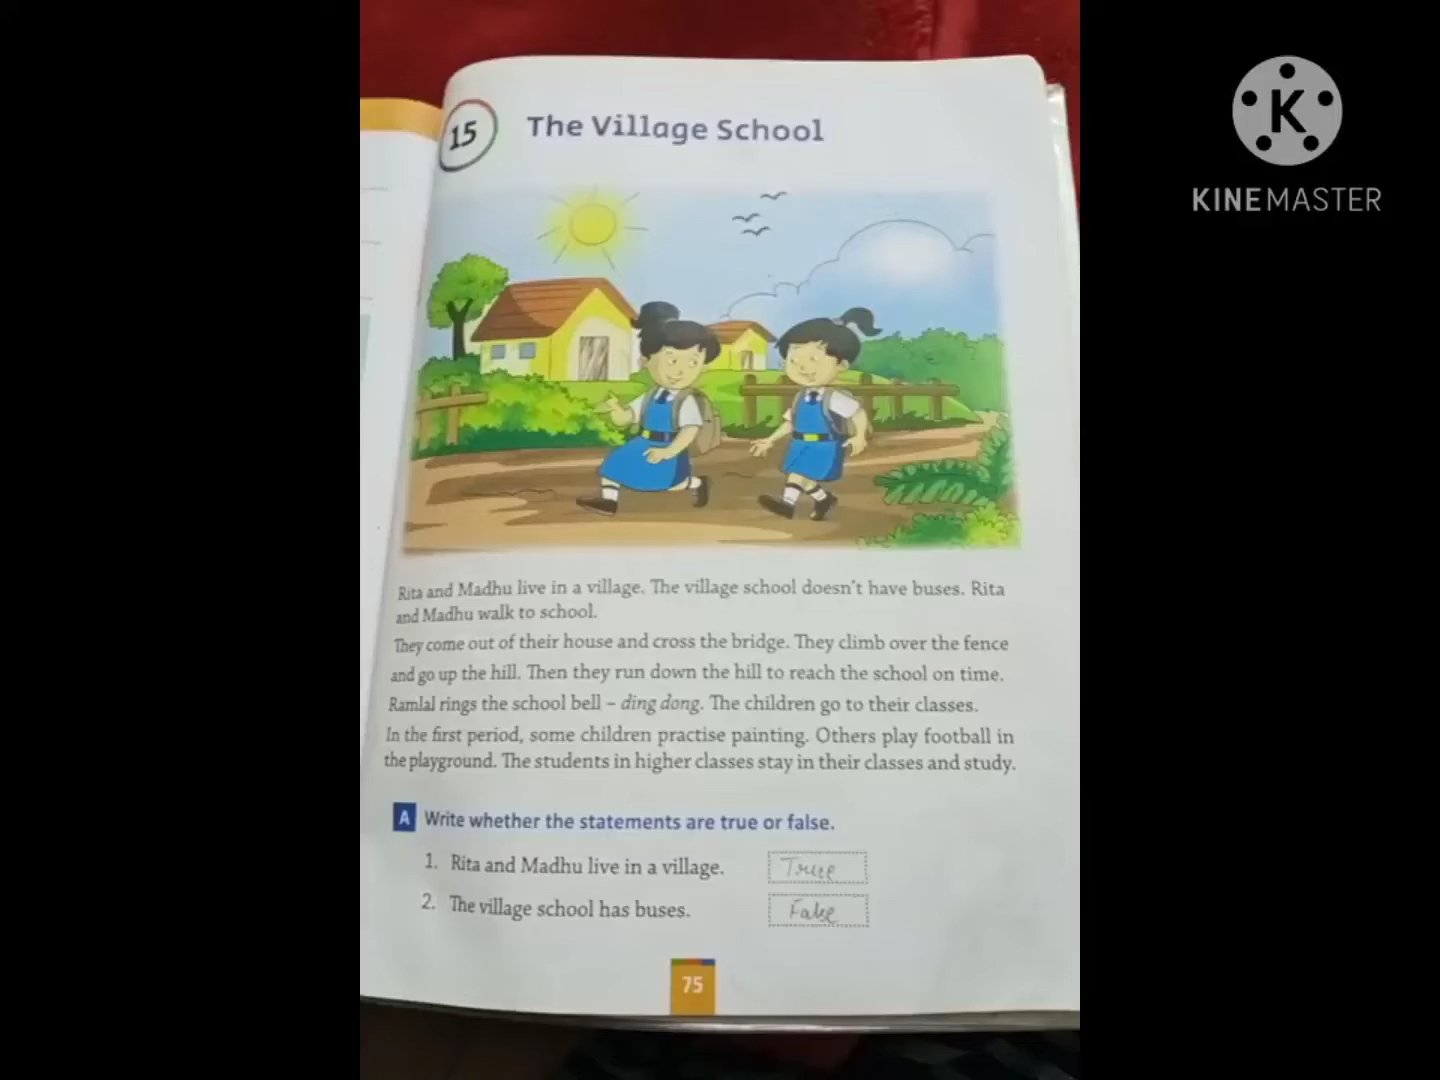 15
The Village School
K
KINEMASTER
Rita and Madhu live in a village. The village school doesn't have buses. Rita
and Madhu walk to school.
They come out of their house and cross the bridge. They climb over the fence
and go up the hill. Then they run down the hill to reach the school on time.
Ramlal rings the school bell – ding dong. The children go to their classes.
In the first period, some children practise painting. Others play football in
the playground. The students in higher classes stay in their classes and study.
A Write whether the statements are true or false.
1. Rita and Madhu live in a village. True
2. The village school has buses. False
75